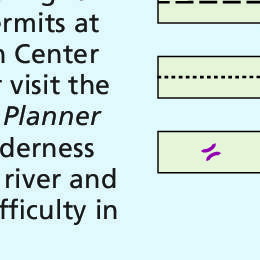 ermits at
n Center
r visit the
Planner
derness
river and
fficulty in